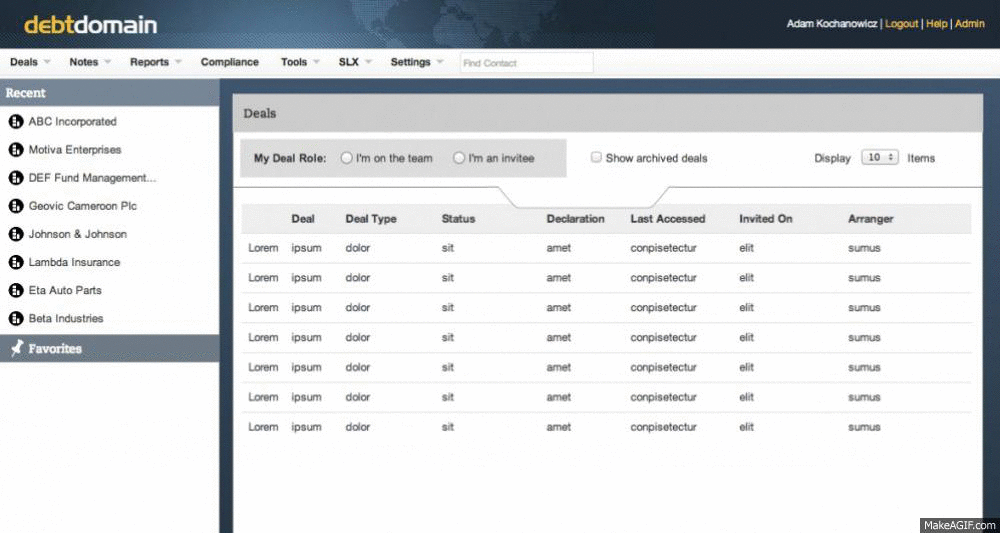 debtdomain
Adam Kochanowicz | Logout | Help | Admin
Deals Notes Reports Compliance Tools SLX Settings Find Contact
Recent
ABC Incorporated
Motiva Enterprises
DEF Fund Management...
Geovic Cameroon Plc
Johnson & Johnson
Lambda Insurance
Eta Auto Parts
Beta Industries
Favorites
Deals
My Deal Role: I'm on the team I'm an invitee Show archived deals Display 10 Items
Deal Deal Type Status Declaration Last Accessed Invited On Arranger
Lorem ipsum dolor sit amet conpisetectur elit sumus
Lorem ipsum dolor sit amet conpisetectur elit sumus
Lorem ipsum dolor sit amet conpisetectur elit sumus
Lorem ipsum dolor sit amet conpisetectur elit sumus
Lorem ipsum dolor sit amet conpisetectur elit sumus
Lorem ipsum dolor sit amet conpisetectur elit sumus
Lorem ipsum dolor sit amet conpisetectur elit sumus
MakeAGIF.com